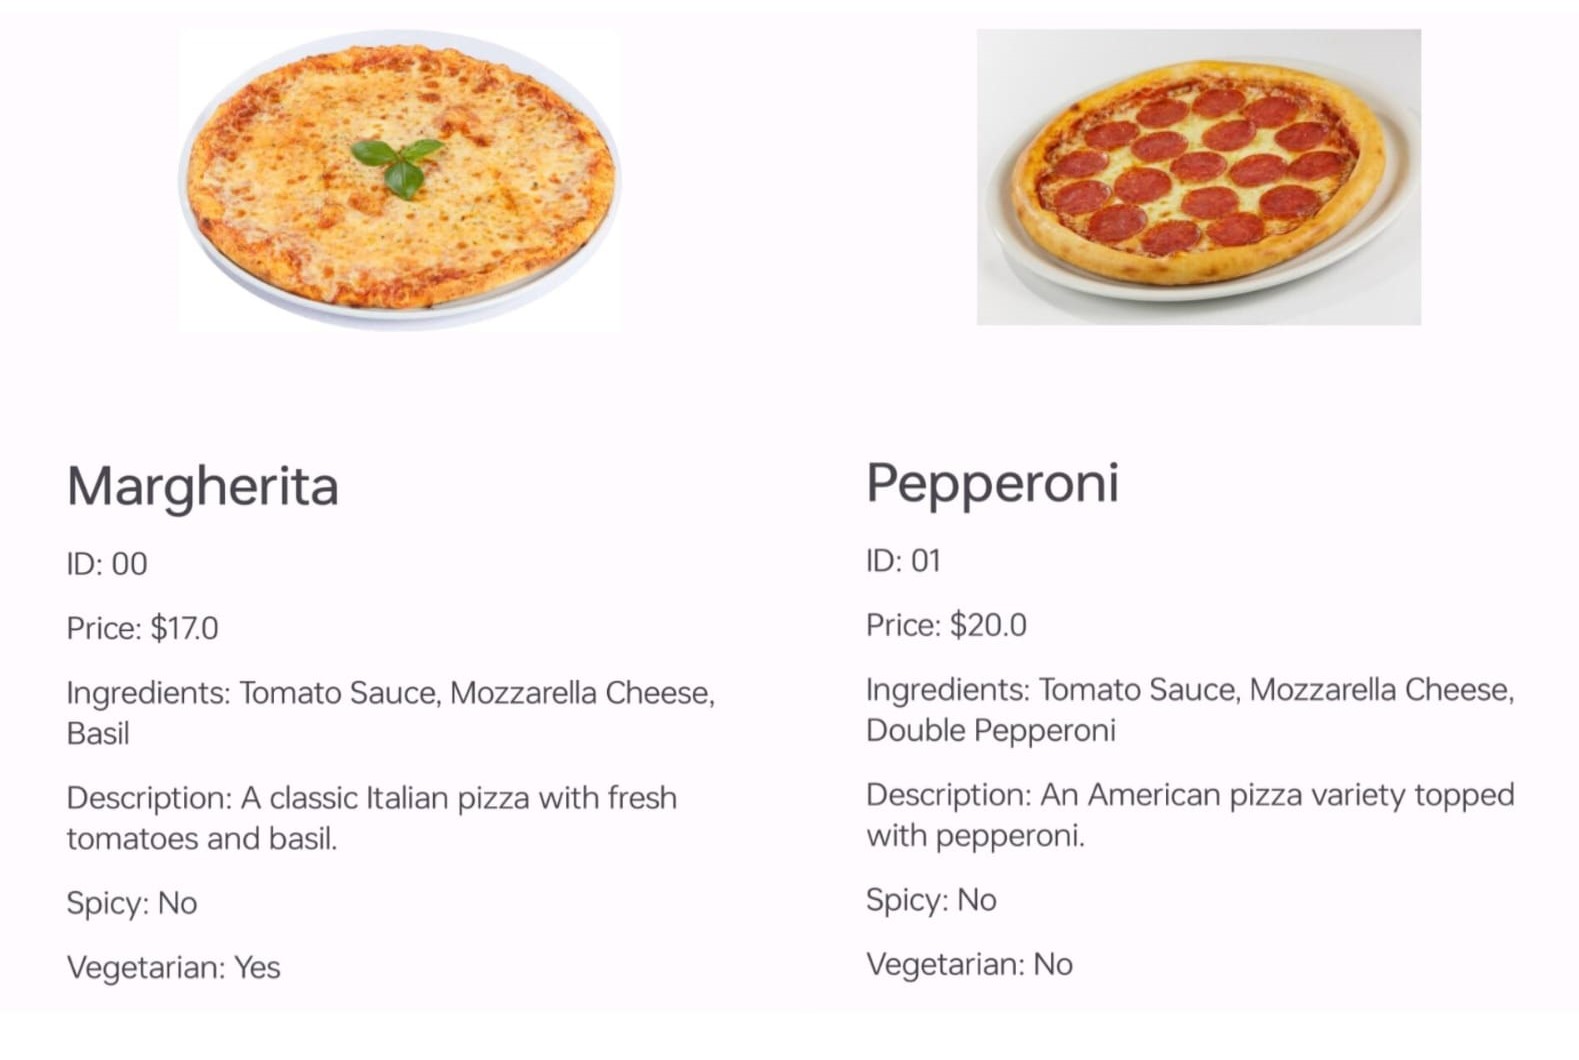 Margherita
ID: 00
Price: $17.0
Ingredients: Tomato Sauce, Mozzarella Cheese,
Basil
Description: A classic Italian pizza with fresh
tomatoes and basil.
Spicy: No
Vegetarian: Yes
Pepperoni
ID: 01
Price: $20.0
Ingredients: Tomato Sauce, Mozzarella Cheese,
Double Pepperoni
Description: An American pizza variety topped
with pepperoni.
Spicy: No
Vegetarian: No